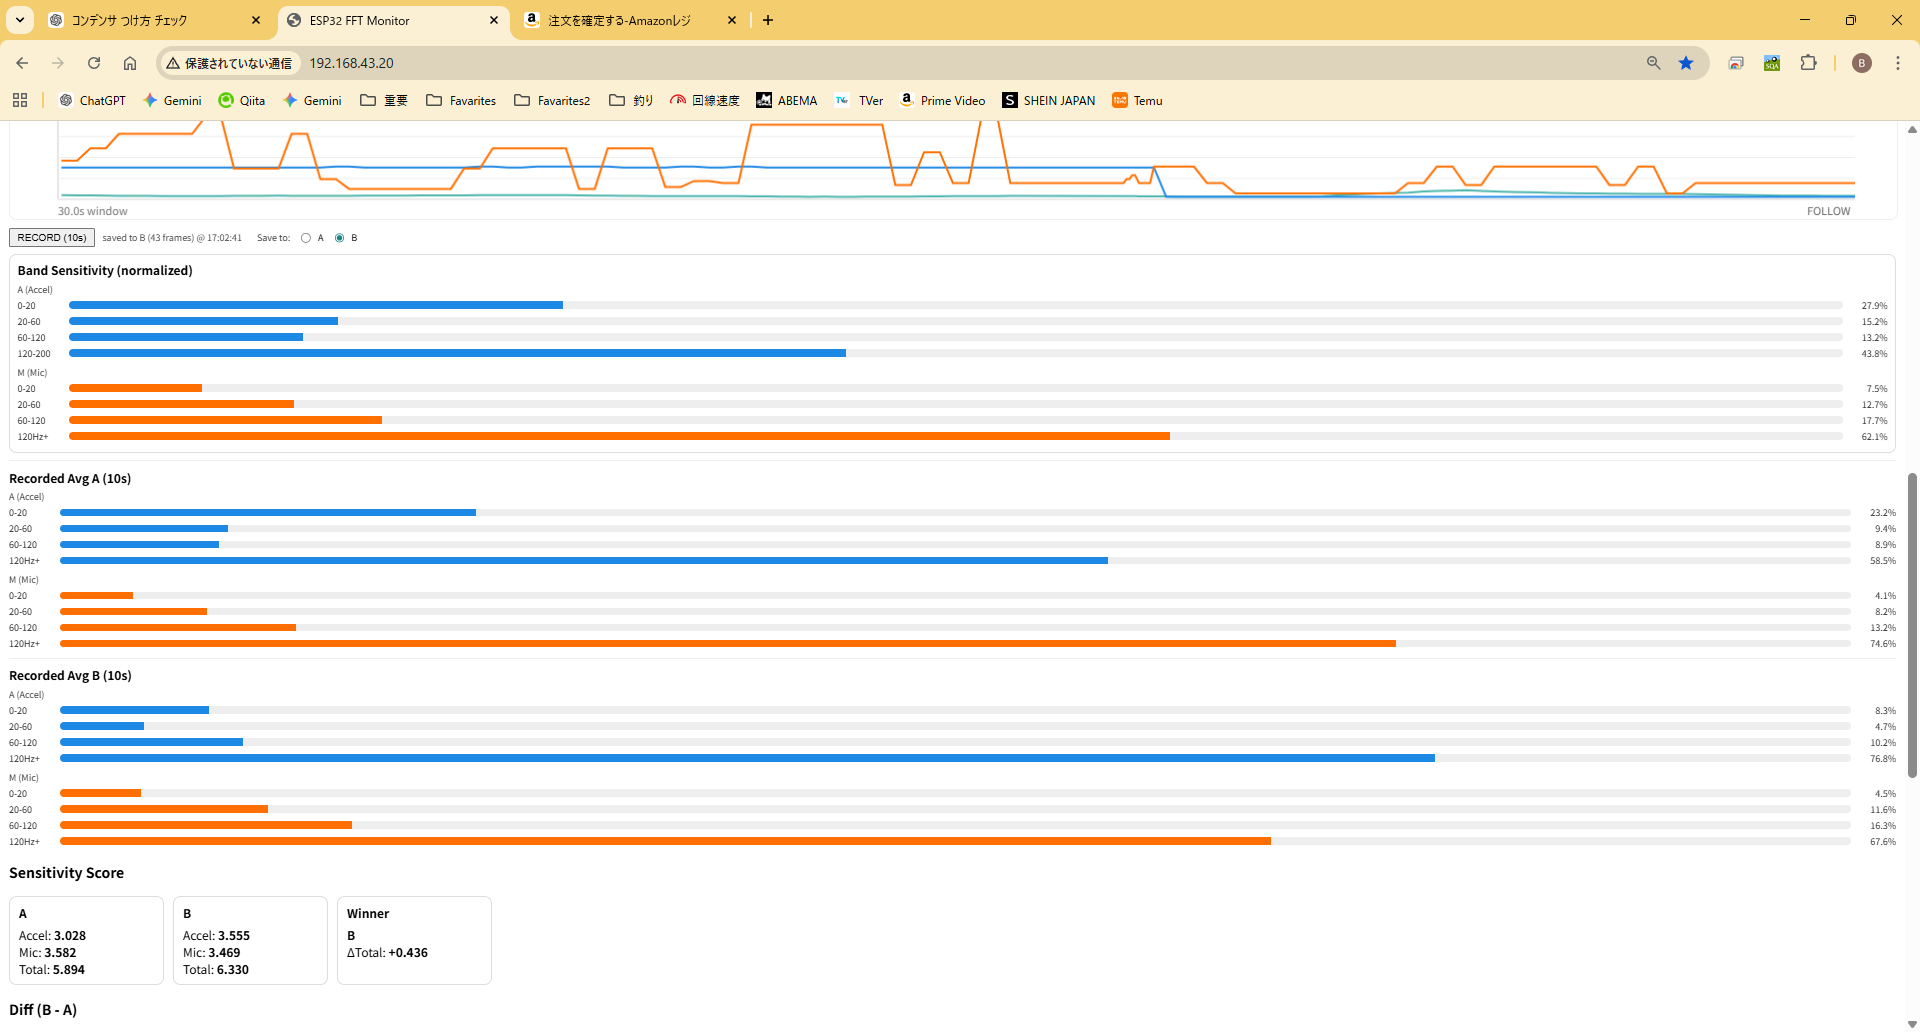 コンデンサ つけ方 チェック
ESP32 FFT Monitor
注文を確定する-Amazonレジ
保護されていない通信
192.168.43.20
B
ChatGPT
Gemini
Qiita
Gemini
重要
Favarites
Favarites2
釣り
回線速度
ABEMA
TVer
Prime Video
SHEIN JAPAN
Temu
30.0s window
FOLLOW
RECORD (10s)
saved to B (43 frames) @ 17:02:41
Save to:
A
B
Band Sensitivity (normalized)
A (Accel)
0-20 27.9%
20-60 15.2%
60-120 13.2%
120-200 43.8%
M (Mic)
0-20 7.5%
20-60 12.7%
60-120 17.7%
120Hz+ 62.1%
Recorded Avg A (10s)
A (Accel)
0-20 23.2%
20-60 9.4%
60-120 8.9%
120Hz+ 58.5%
M (Mic)
0-20 4.1%
20-60 8.2%
60-120 13.2%
120Hz+ 74.6%
Recorded Avg B (10s)
A (Accel)
0-20 8.3%
20-60 4.7%
60-120 10.2%
120Hz+ 76.8%
M (Mic)
0-20 4.5%
20-60 11.6%
60-120 16.3%
120Hz+ 67.6%
Sensitivity Score
A
Accel: 3.028
Mic: 3.582
Total: 5.894
B
Accel: 3.555
Mic: 3.469
Total: 6.330
Winner
B
ΔTotal: +0.436
Diff (B - A)